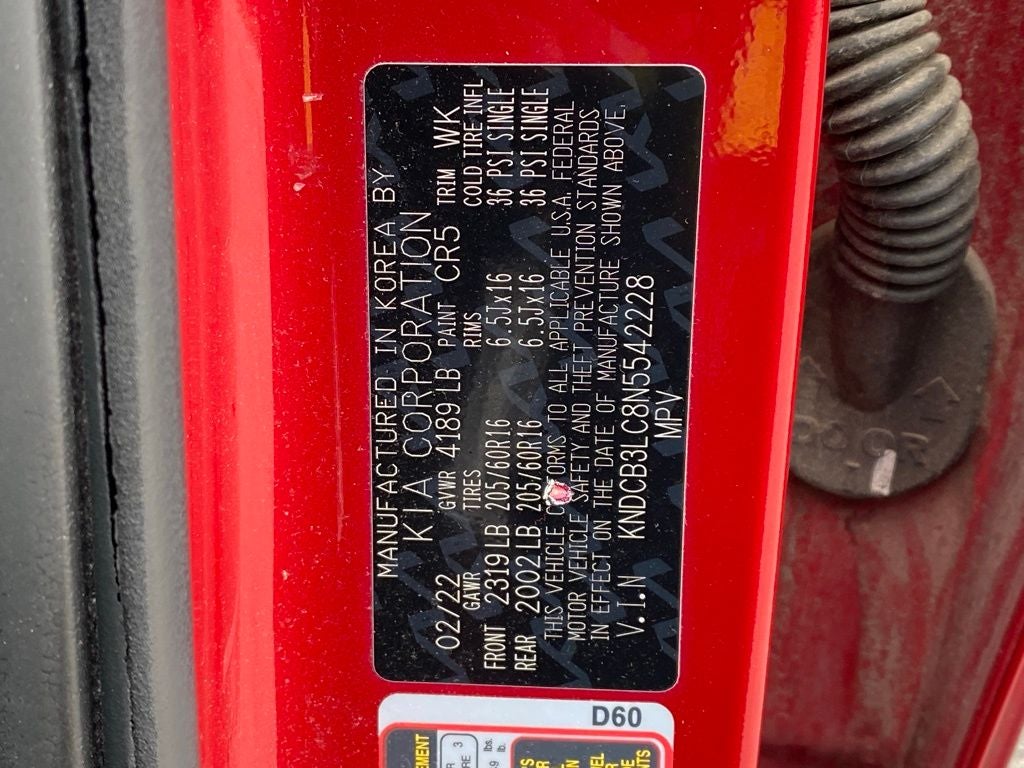 MANUFACTURED IN KOREA BY
KIA CORPORATION
02/22 GVWR 4189 LB PAINT CR5 TRIM WK
GAWR TIRES RIMS COLD TIRE INFL
FRONT 2319 LB 205/60R16 6.5Jx16 36 PSI SINGLE
REAR 2002 LB 205/60R16 6.5Jx16 36 PSI SINGLE
THIS VEHICLE CONFORMS TO ALL APPLICABLE U.S.A. FEDERAL
MOTOR VEHICLE SAFETY AND THEFT PREVENTION STANDARDS
IN EFFECT ON THE DATE OF MANUFACTURE SHOWN ABOVE.
V.I.N KNDCB3LC8N5542228
MPV
D60